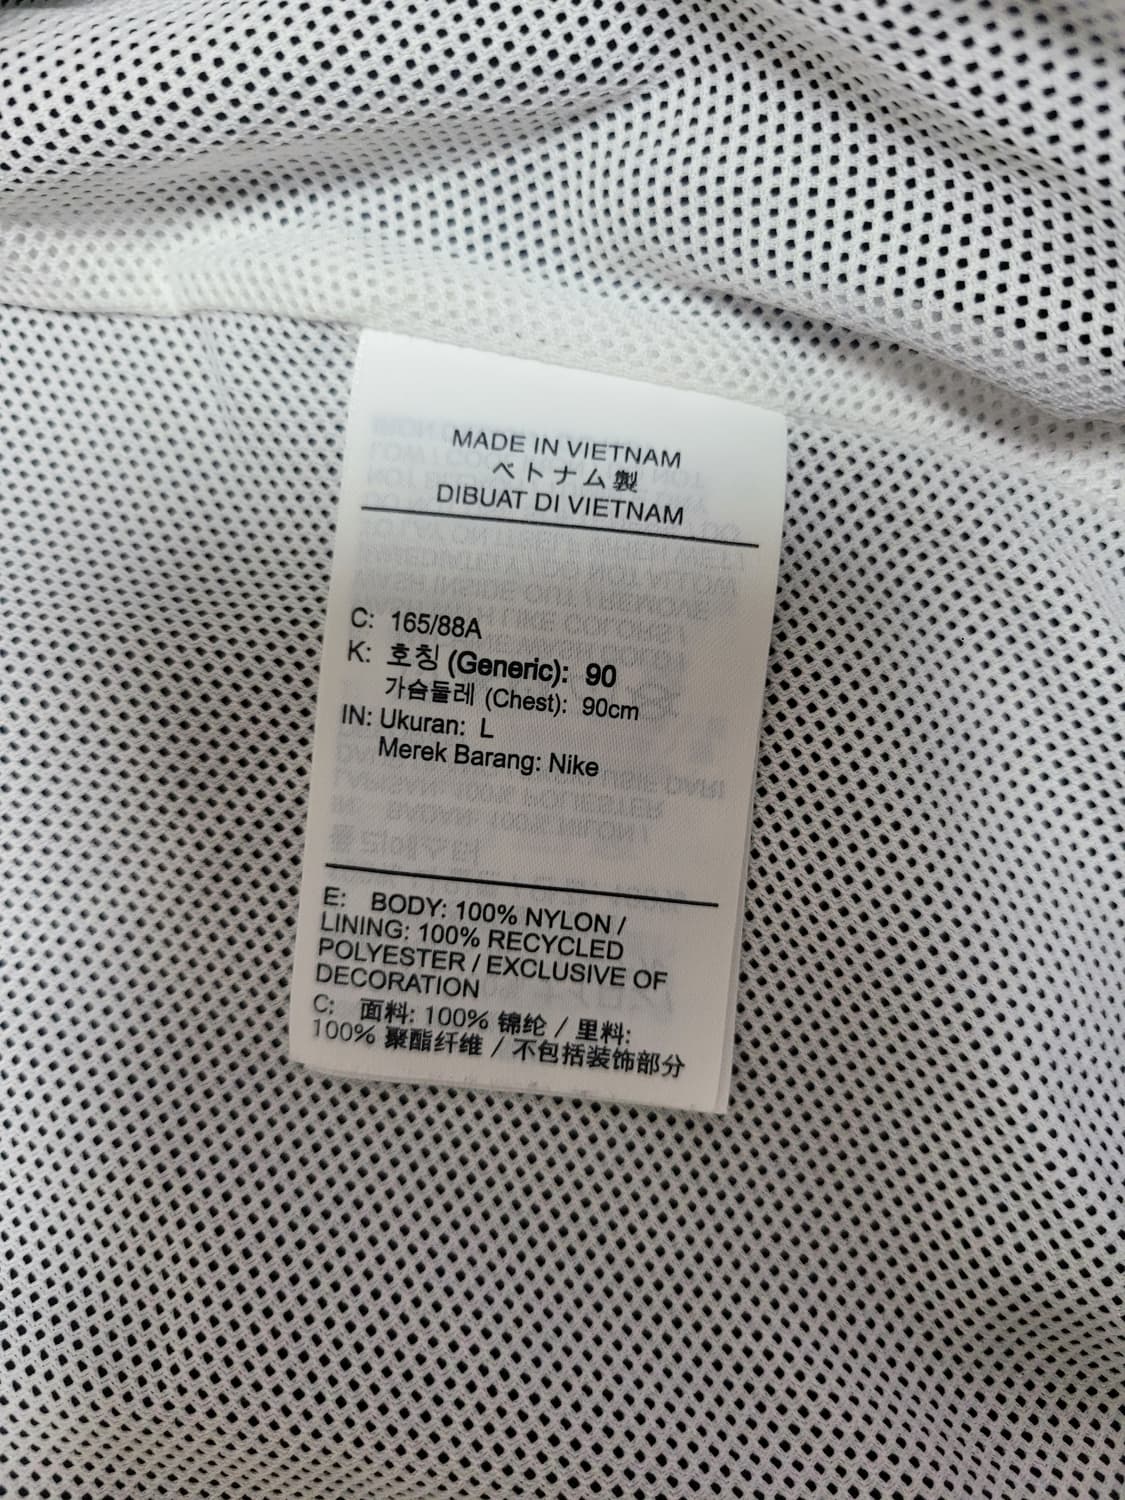 MADE IN VIETNAM
ベトナム製
DIBUAT DI VIETNAM
C: 165/88A
K: 호칭 (Generic): 90
가슴둘레 (Chest): 90cm
IN: Ukuran: L
Merek Barang: Nike
E: BODY: 100% NYLON /
LINING: 100% RECYCLED
POLYESTER / EXCLUSIVE OF
DECORATION
C: 面料: 100% 锦纶 / 里料:
100% 聚酯纤维 / 不包括装饰部分